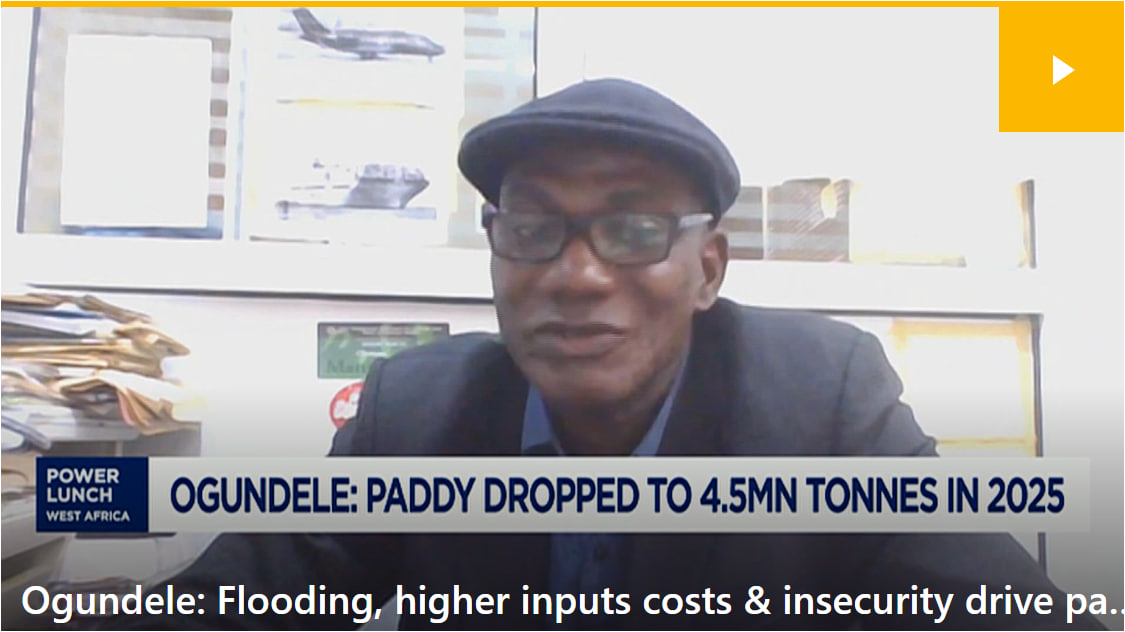 POWER
LUNCH
WEST AFRICA
OGUNDELE: PADDY DROPPED TO 4.5MN TONNES IN 2025
Ogundele: Flooding, higher inputs costs & insecurity drive pa..